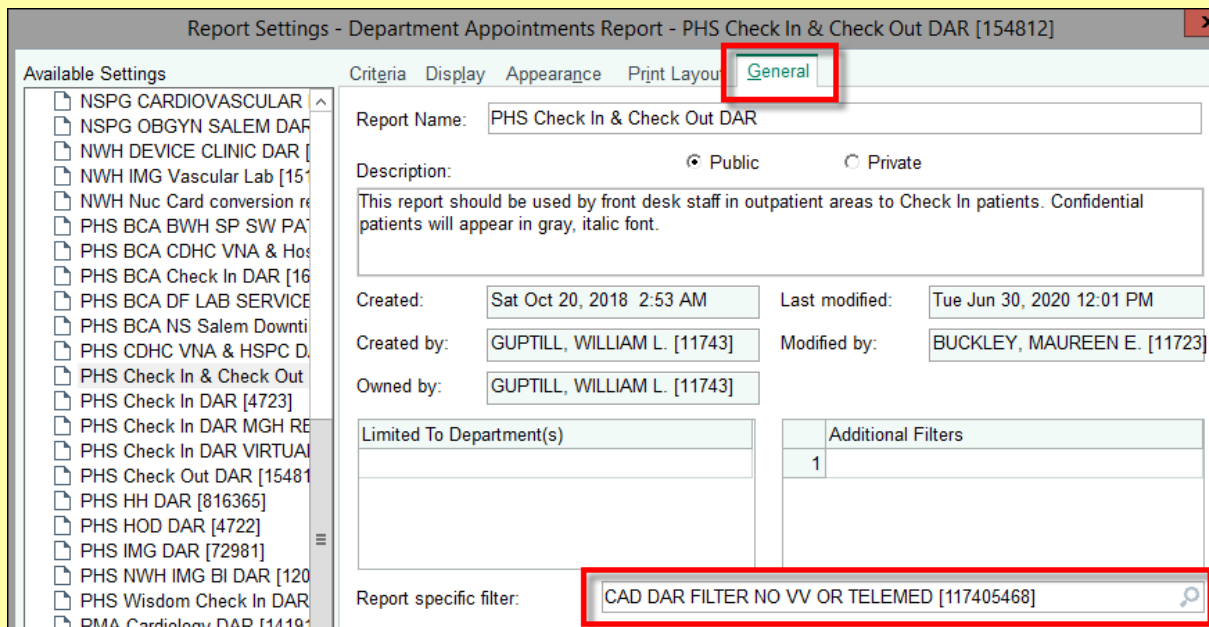 Report Settings - Department Appointments Report - PHS Check In & Check Out DAR [154812]
Available Settings
NSPG CARDIOVASCULAR
NSPG OBGYN SALEM DAR
NWH DEVICE CLINIC DAR [
NWH IMG Vascular Lab [151
NWH Nuc Card conversion re
PHS BCA BWH SP SW PAT
PHS BCA CDHC VNA & Hos
PHS BCA Check In DAR [16
PHS BCA DF LAB SERVICE
PHS BCA NS Salem Downti
PHS CDHC VNA & HSPC D
PHS Check In & Check Out
PHS Check In DAR [4723]
PHS Check In DAR MGH RE
PHS Check In DAR VIRTUAL
PHS Check Out DAR [15481
PHS HH DAR [816365]
PHS HOD DAR [4722]
PHS IMG DAR [72981]
PHS NWH IMG BI DAR [120
PHS Wisdom Check In DAR
PMA Cardiology DAR [14191
Criteria Display Appearance Print Layout General
Report Name: PHS Check In & Check Out DAR
Description: Public Private
This report should be used by front desk staff in outpatient areas to Check In patients. Confidential
patients will appear in gray, italic font.
Created: Sat Oct 20, 2018 2:53 AM Last modified: Tue Jun 30, 2020 12:01 PM
Created by: GUPTILL, WILLIAM L. [11743] Modified by: BUCKLEY, MAUREEN E. [11723]
Owned by: GUPTILL, WILLIAM L. [11743]
Limited To Department(s) Additional Filters
1
Report specific filter: CAD DAR FILTER NO VV OR TELEMED [117405468]